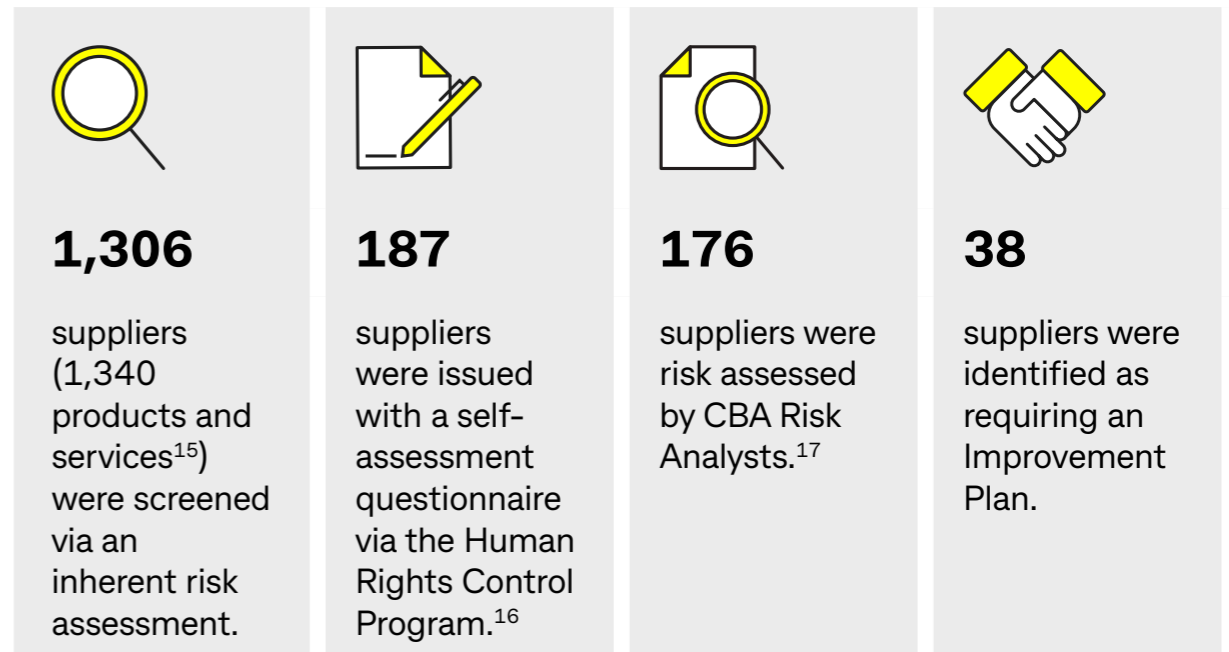 1,306
suppliers
(1,340
products and
services¹⁵)
were screened
via an
inherent risk
assessment.
187
suppliers
were issued
with a self-
assessment
questionnaire
via the Human
Rights Control
Program.¹⁶
176
suppliers were
risk assessed
by CBA Risk
Analysts.¹⁷
38
suppliers were
identified as
requiring an
Improvement
Plan.